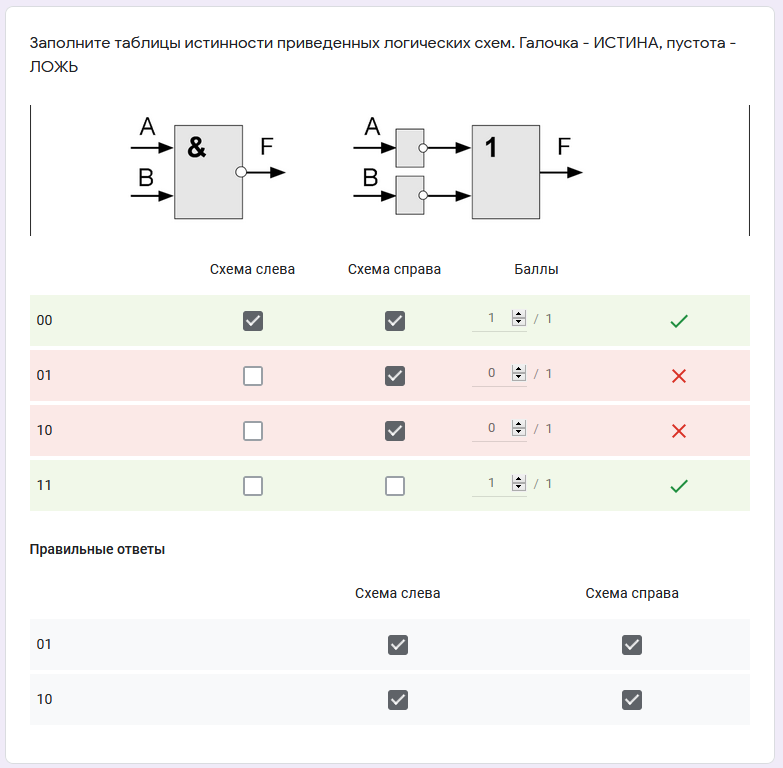 Заполните таблицы истинности приведенных логических схем. Галочка - ИСТИНА, пустота -
ЛОЖЬ
A & F A 1 F
B B
Схема слева Схема справа Баллы
00 1 / 1
01 0 / 1
10 0 / 1
11 1 / 1
Правильные ответы
Схема слева Схема справа
01
10